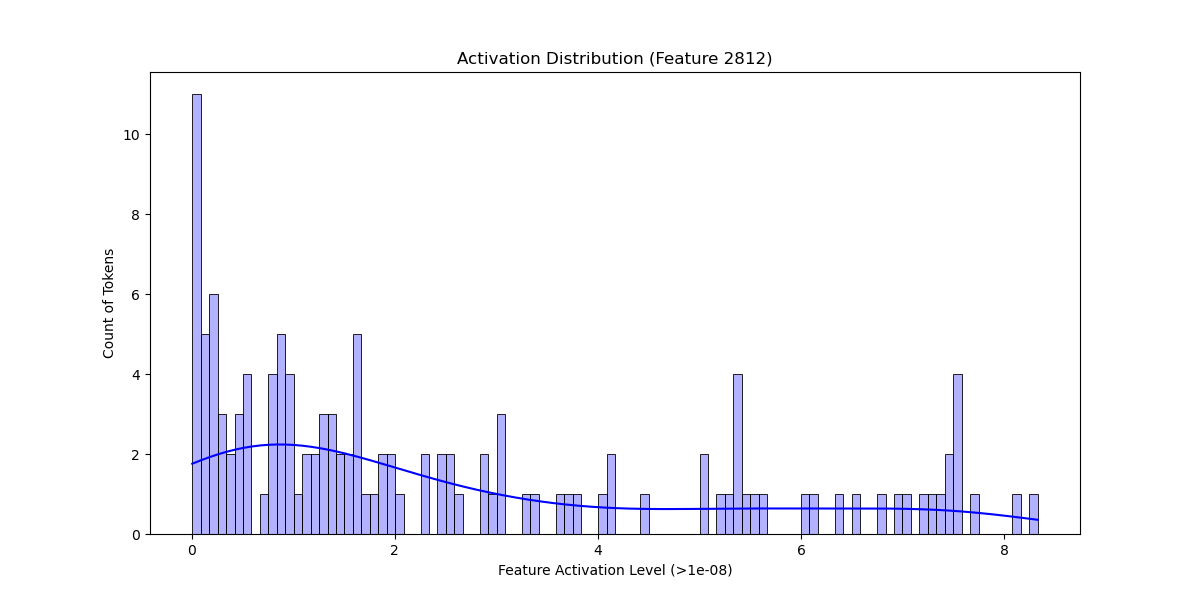 Activation Distribution (Feature 2812)
Count of Tokens
10
8
6
4
2
0
0 2 4 6 8
Feature Activation Level (>1e-08)